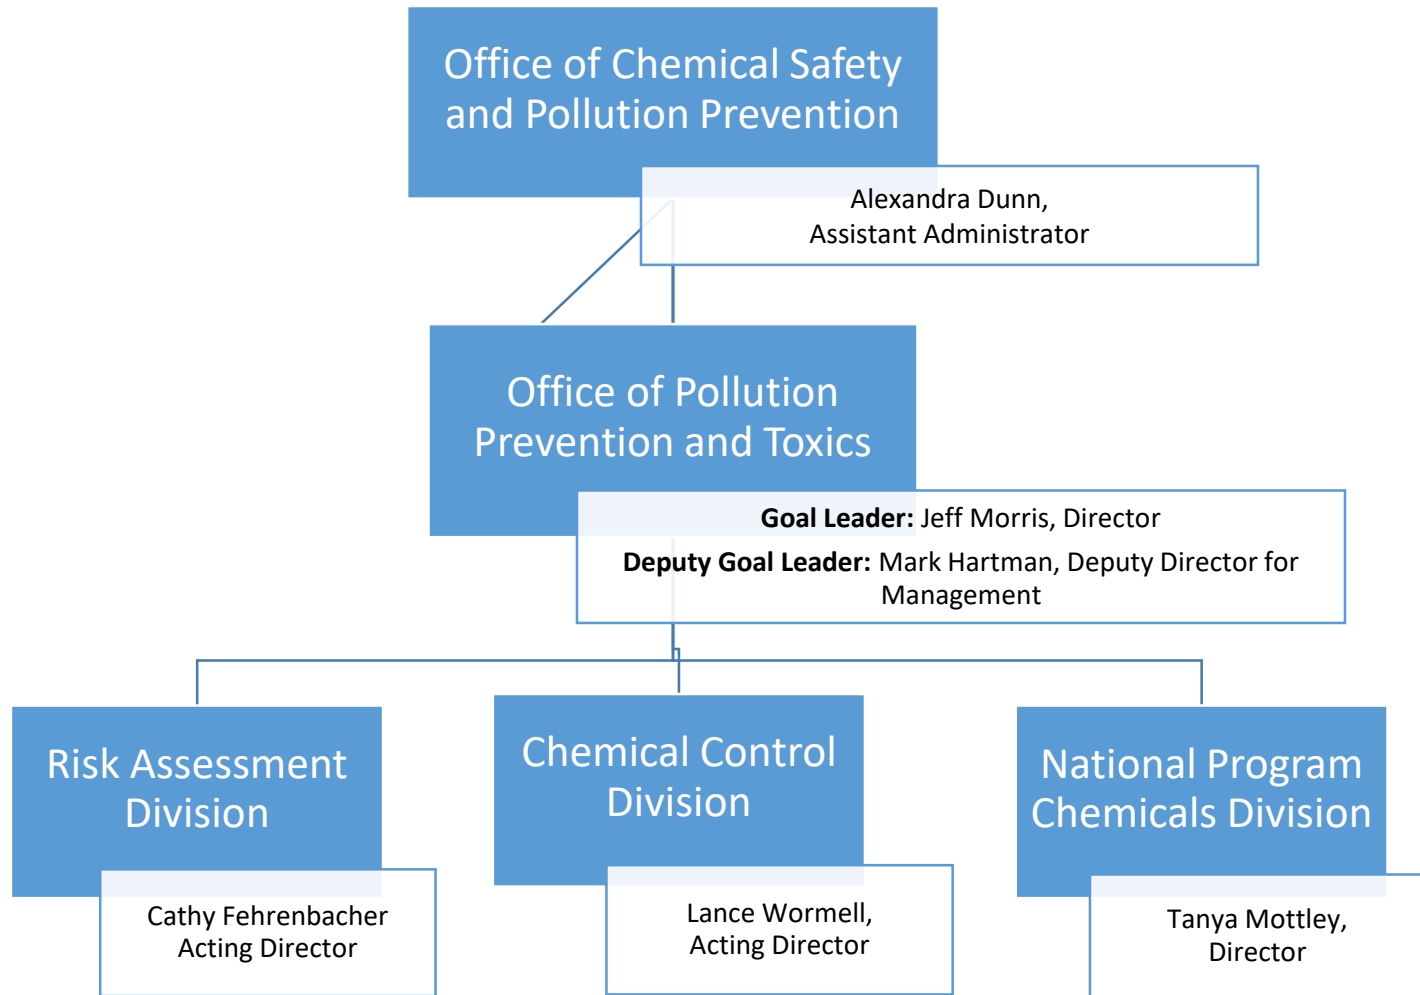 Office of Chemical Safety
and Pollution Prevention
Alexandra Dunn,
Assistant Administrator
Office of Pollution
Prevention and Toxics
Goal Leader: Jeff Morris, Director
Deputy Goal Leader: Mark Hartman, Deputy Director for
Management
Risk Assessment
Division
Cathy Fehrenbacher
Acting Director
Chemical Control
Division
Lance Wormell,
Acting Director
National Program
Chemicals Division
Tanya Mottley,
Director